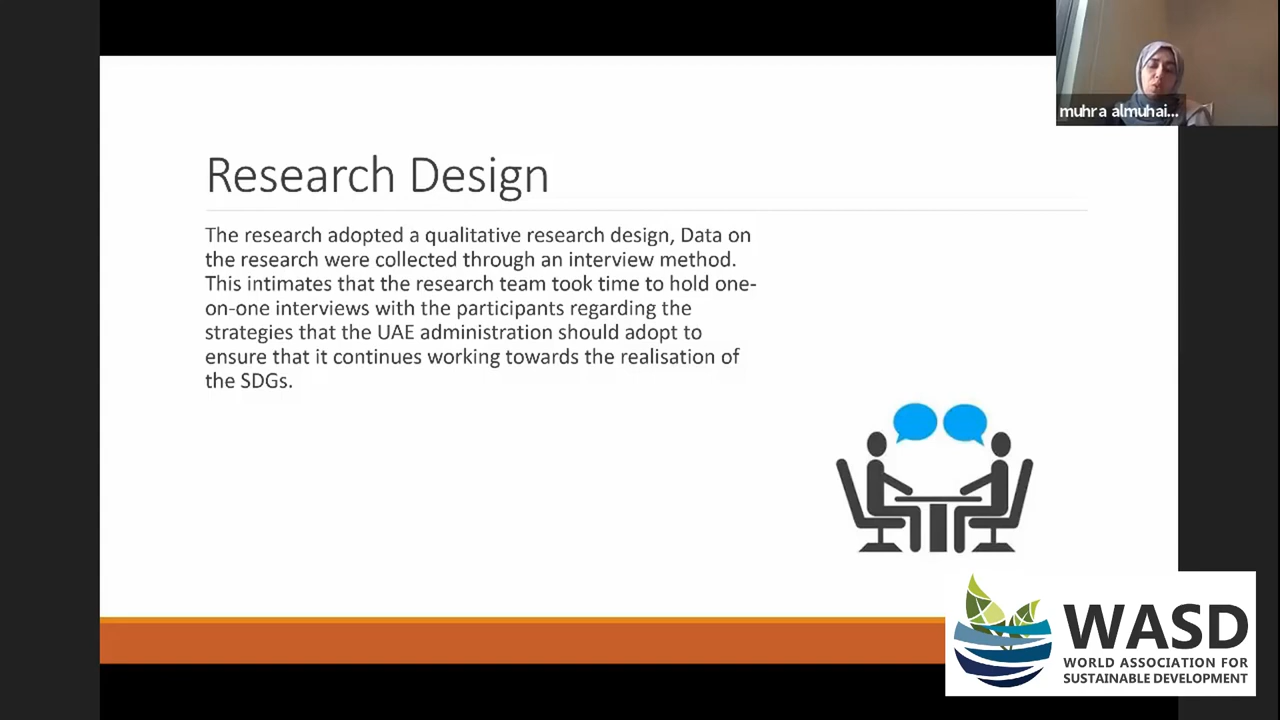 muhra almuhai...
Research Design
The research adopted a qualitative research design, Data on
the research were collected through an interview method.
This intimates that the research team took time to hold one-
on-one interviews with the participants regarding the
strategies that the UAE administration should adopt to
ensure that it continues working towards the realisation of
the SDGs.
WASD
WORLD ASSOCIATION FOR
SUSTAINABLE DEVELOPMENT